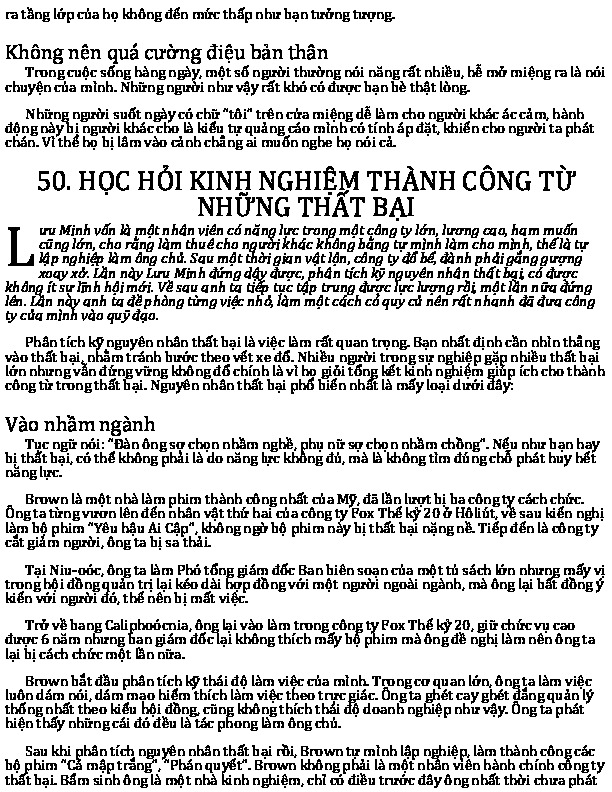 ra tầng lớp của họ không đến mức thấp như bạn tưởng tượng.
Không nên quá cường điệu bản thân
Trong cuộc sống hàng ngày, một số người thường nói năng rất nhiều, hễ mở miệng ra là nói
chuyện của mình. Những người như vậy rất khó có được bạn bè thật lòng.
Những người suốt ngày có chữ "tôi" trên cửa miệng dễ làm cho người khác ác cảm, hành
động này bị người khác cho là kiểu tự quảng cáo mình có tính áp đặt, khiến cho người ta phát
chán. Vì thế họ bị lâm vào cảnh chẳng ai muốn nghe họ nói cả.
50. HỌC HỎI KINH NGHIỆM THÀNH CÔNG TỪ
NHỮNG THẤT BẠI
Lưu Minh vốn là một nhân viên có năng lực trong một công ty lớn, lương cao, ham muốn
cũng lớn, cho rằng làm thuê cho người khác không bằng tự mình làm cho mình, thế là tự
lập nghiệp làm ông chủ. Sau một thời gian vật lộn, công ty đổ bể, đành phải gắng gượng
xoay xở. Lần này Lưu Minh đứng dậy được, phân tích kỹ nguyên nhân thất bại, có được
không ít sự lĩnh hội mới. Về sau anh ta tiếp tục tập trung được lực lượng rồi, một lần nữa đứng
lên. Lần này anh ta đề phòng từng việc nhỏ, làm một cách có quy củ nên rất nhanh đã đưa công
ty của mình vào quỹ đạo.
Phân tích kỹ nguyên nhân thất bại là việc làm rất quan trọng. Bạn nhất định cần nhìn thẳng
vào thất bại, nhằm tránh bước theo vết xe đổ. Nhiều người trong sự nghiệp gặp nhiều thất bại
lớn nhưng vẫn đứng vững không đổ chính là vì họ giỏi tổng kết kinh nghiệm giúp ích cho thành
công từ trong thất bại. Nguyên nhân thất bại phổ biến nhất là mấy loại dưới đây:
Vào nhầm ngành
Tục ngữ nói: "Đàn ông sợ chọn nhầm nghề, phụ nữ sợ chọn nhầm chồng". Nếu như bạn hay
bị thất bại, có thể không phải là do năng lực không đủ, mà là không tìm đúng chỗ phát huy hết
năng lực.
Brown là một nhà làm phim thành công nhất của Mỹ, đã lần lượt bị ba công ty cách chức.
Ông ta từng vươn lên đến nhân vật thứ hai của công ty Fox Thế kỷ 20 ở Hôliút, về sau kiến nghị
làm bộ phim "Yêu hậu Ai Cập", không ngờ bộ phim này bị thất bại nặng nề. Tiếp đến là công ty
cắt giảm người, ông ta bị sa thải.
Tại Niu-oóc, ông ta làm Phó tổng giám đốc Ban biên soạn của một tủ sách lớn nhưng mấy vị
trong hội đồng quản trị lại kéo dài hợp đồng với một người ngoài ngành, mà ông lại bất đồng ý
kiến với người đó, thế nên bị mất việc.
Trở về bang Caliphoócnia, ông lại vào làm trong công ty Fox Thế kỷ 20, giữ chức vụ cao
được 6 năm nhưng ban giám đốc lại không thích mấy bộ phim mà ông đề nghị làm nên ông ta
lại bị cách chức một lần nữa.
Brown bắt đầu phân tích kỹ thái độ làm việc của mình. Trong cơ quan lớn, ông ta làm việc
luôn dám nói, dám mạo hiểm thích làm việc theo trực giác. Ông ta ghét cay ghét đắng quản lý
thống nhất theo kiểu hội đồng, cũng không thích thái độ doanh nghiệp như vậy. Ông ta phát
hiện thấy những cái đó đều là tác phong làm ông chủ.
Sau khi phân tích nguyên nhân thất bại rồi, Brown tự mình lập nghiệp, làm thành công các
bộ phim "Cá mập trắng", "Phán quyết". Brown không phải là một nhân viên hành chính công ty
thất bại. Bẩm sinh ông là một nhà kinh nghiệm, chỉ có điều trước đây ông nhất thời chưa phát